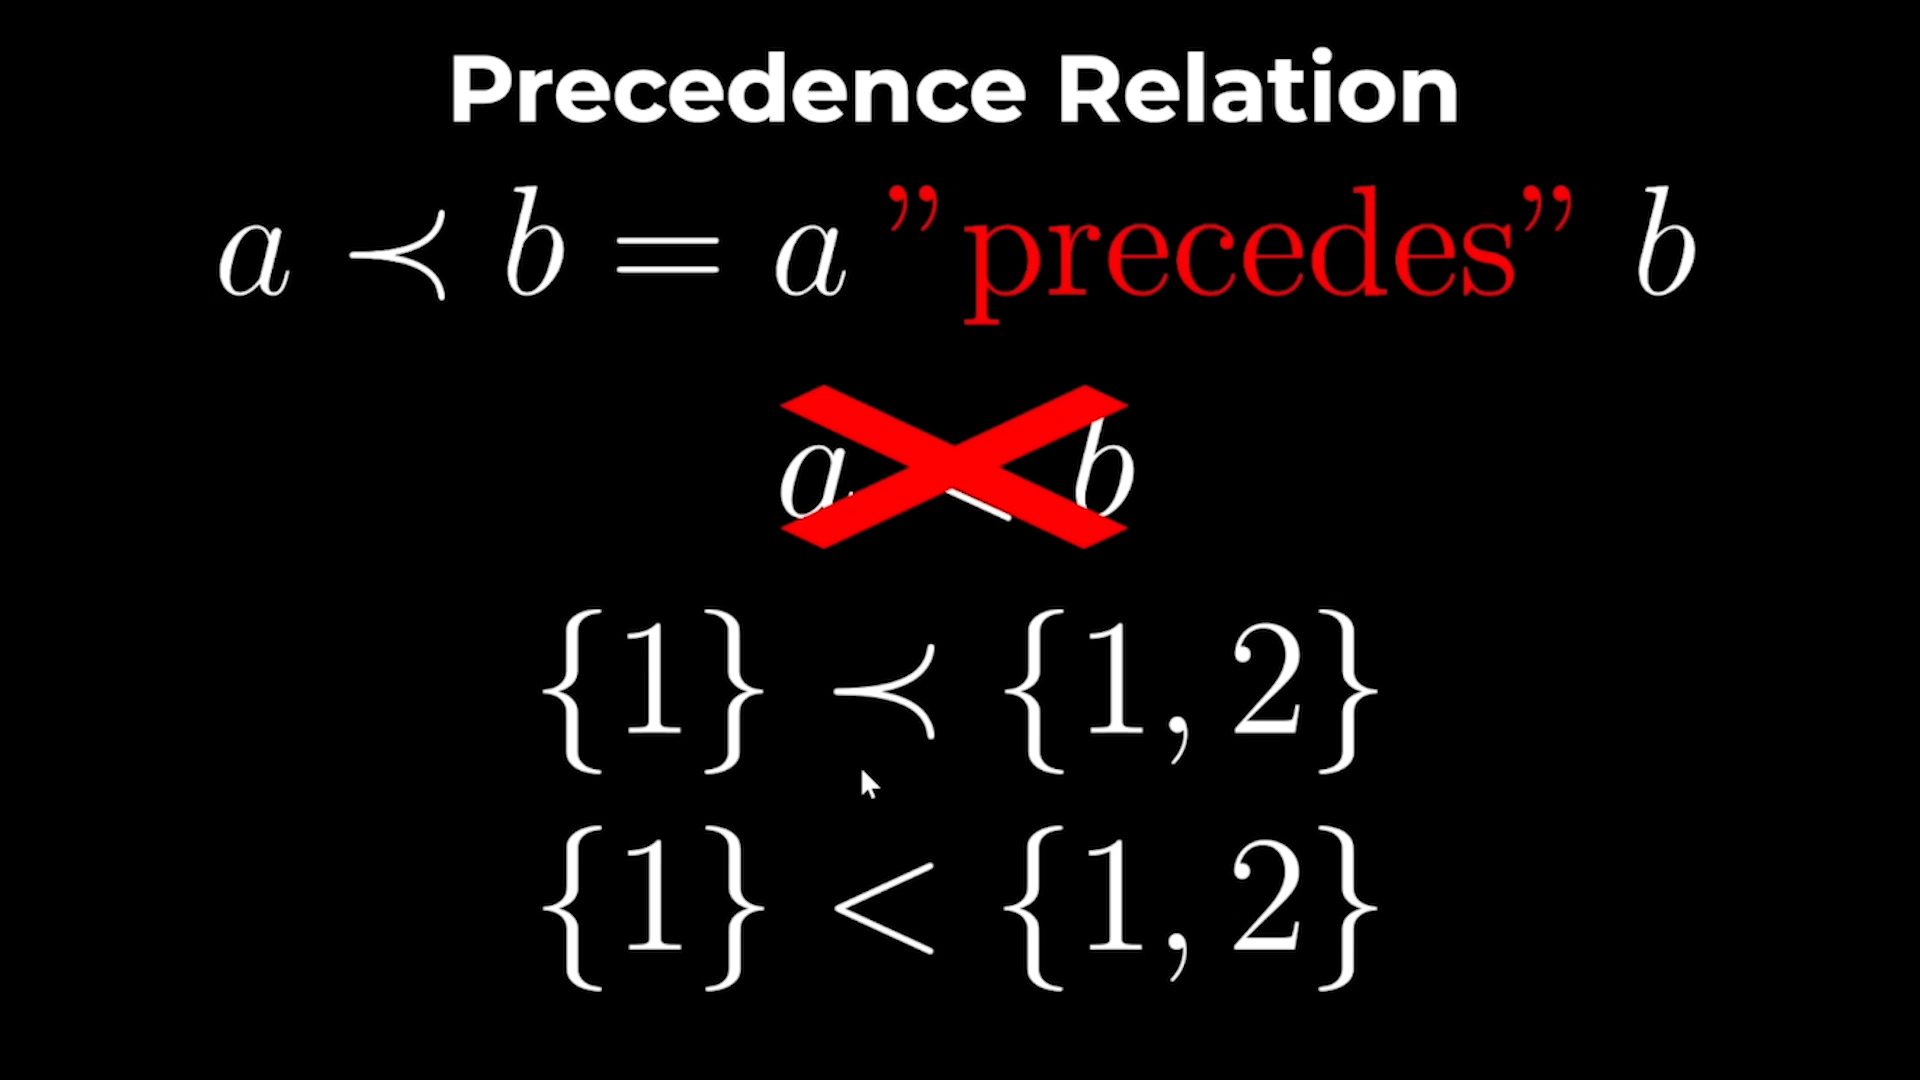 Precedence Relation
a ≺ b = a ”precedes” b
a b
{1} ≺ {1, 2}
{1} < {1, 2}